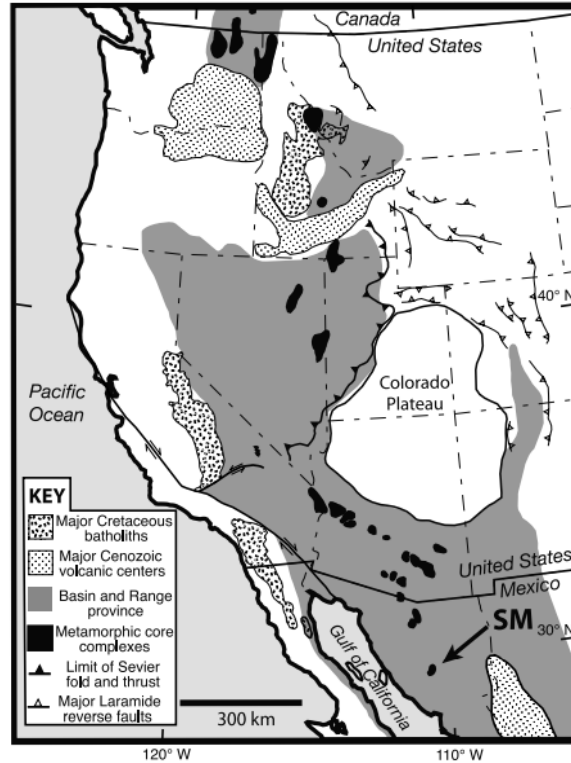 Canada
United States
40° N
Colorado
Plateau
Pacific
Ocean
KEY
Major Cretaceous
batholiths
Major Cenozoic
volcanic centers
Basin and Range
province
Metamorphic core
complexes
Limit of Sevier
fold and thrust
Major Laramide
reverse faults
United States
Mexico
SM
30° N
Gulf of California
300 km
120° W
110° W